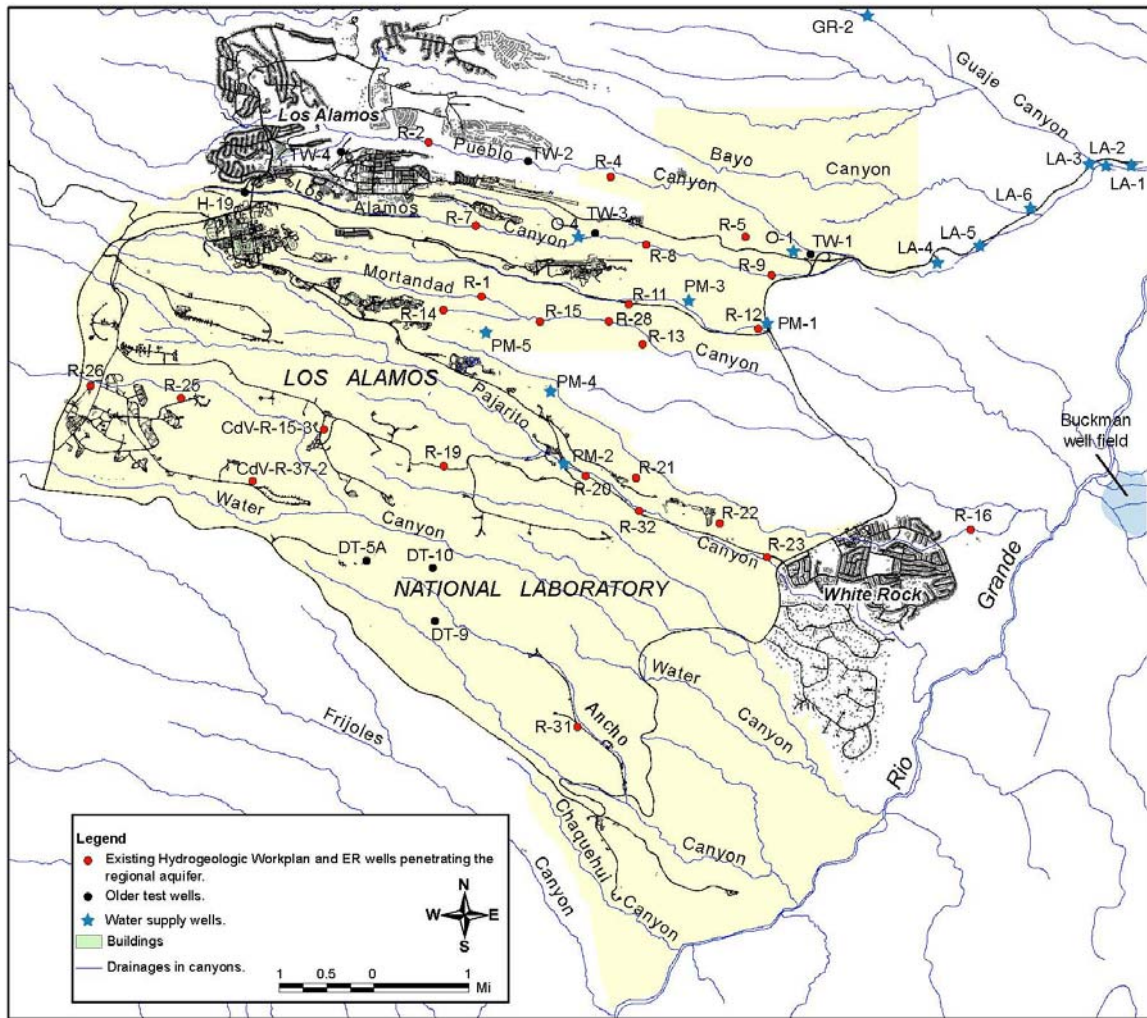 GR-2
Guaje Canyon
Los Alamos
R-2
Pueblo Canyon
TW-4
TW-2
R-4
Bayo Canyon
LA-3
LA-2
LA-1
H-19
Los Alamos Canyon
R-7
O-4
TW-3
R-8
R-5
O-1
TW-1
LA-6
LA-5
LA-4
R-9
Mortandad Canyon
R-1
R-14
R-15
R-11
PM-3
R-28
R-12
PM-1
R-13
PM-5
R-26
R-25
LOS ALAMOS
PM-4
Pajarito Canyon
CdV-R-15-3
CdV-R-37-2
R-19
PM-2
R-20
R-21
R-32
R-22
R-23
R-16
Buckman
well field
Water Canyon
DT-5A
DT-10
NATIONAL LABORATORY
DT-9
White Rock
Rio Grande
Water Canyon
Frijoles Canyon
R-31
Ancho Canyon
Chaquehui Canyon
Legend
Existing Hydrogeologic Workplan and ER wells penetrating the
regional aquifer.
Older test wells.
Water supply wells.
Buildings
Drainages in canyons.
N
W E
S
1 0.5 0 1
Mi